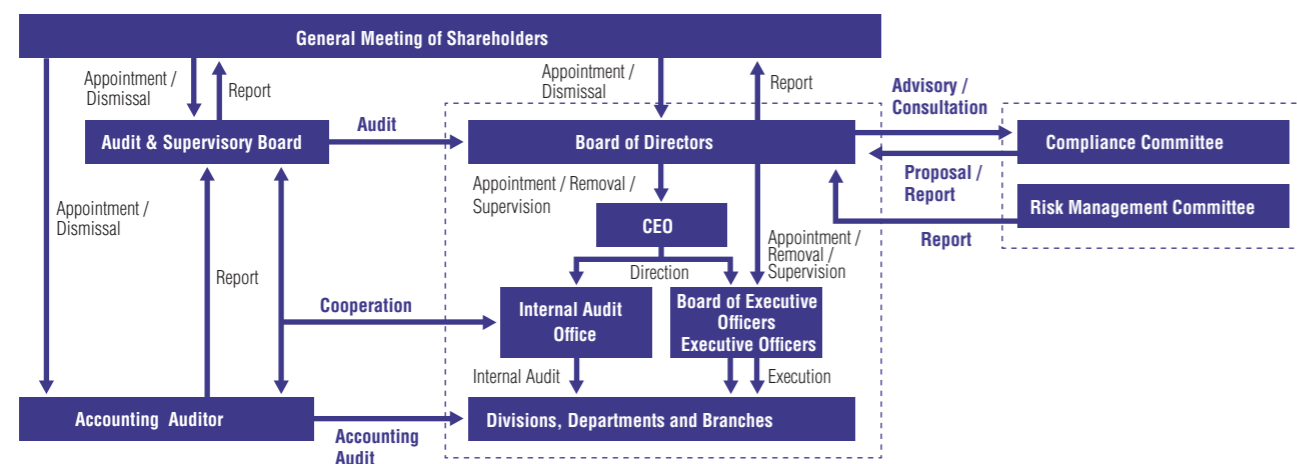 General Meeting of Shareholders
Appointment /
Dismissal
Report
Appointment /
Dismissal
Report
Advisory /
Consultation
Audit & Supervisory Board
Audit
Board of Directors
Compliance Committee
Proposal /
Report
Appointment / Removal /
Supervision
Risk Management Committee
Appointment /
Dismissal
CEO
Report
Appointment /
Removal /
Supervision
Report
Direction
Cooperation
Internal Audit
Office
Board of Executive
Officers
Executive Officers
Internal Audit
Execution
Accounting Auditor
Divisions, Departments and Branches
Accounting
Audit